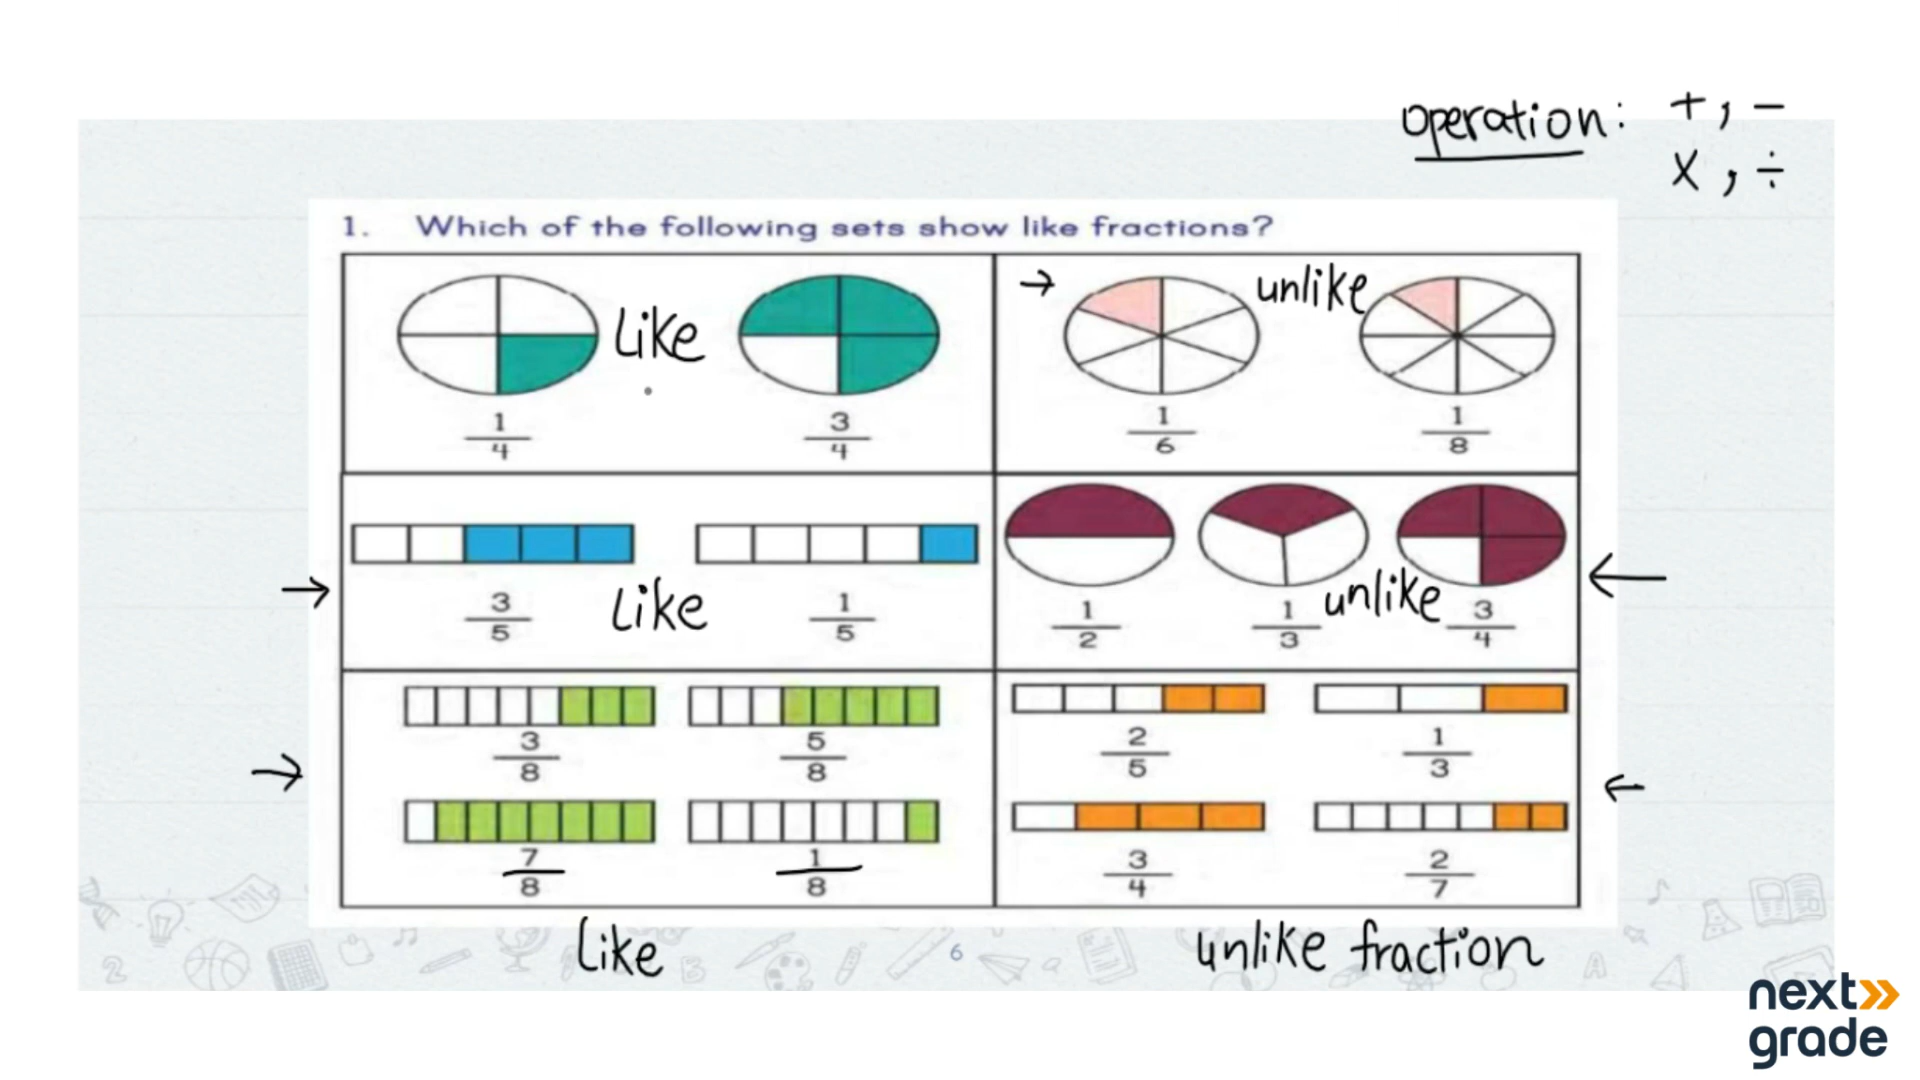 operation: +, -
x, ÷
1. Which of the following sets show like fractions?
Like
1/4
3/4
unlike
1/6
1/8
3/5
Like
1/5
1/2
1/3
unlike
3/4
3/8
5/8
7/8
1/8
2/5
1/3
3/4
2/7
Like
unlike fraction
6
next
grade